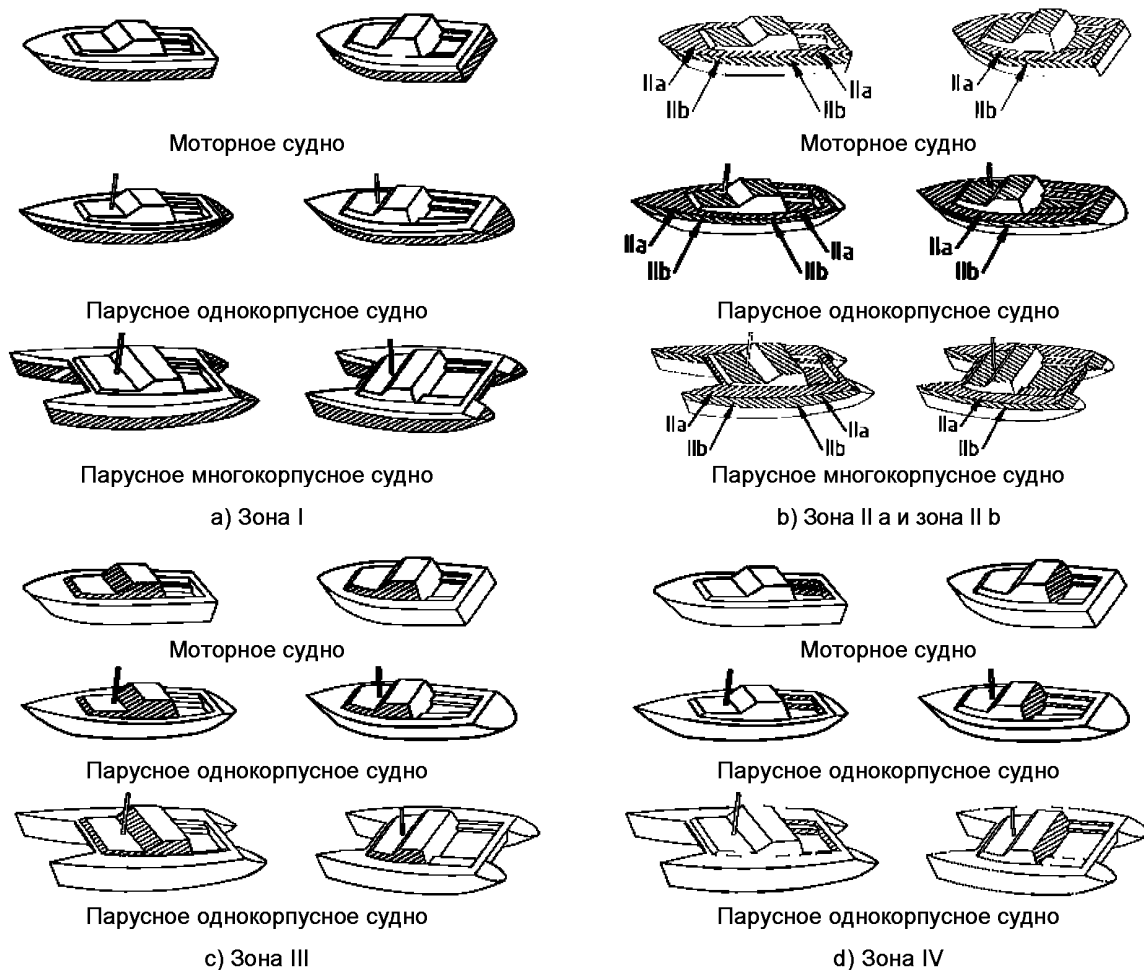 IIa
IIa
IIb
IIb
IIa
IIb
Моторное судно
Моторное судно
IIa
IIa
IIb
IIb
IIa
IIb
Парусное однокорпусное судно
Парусное однокорпусное судно
IIa
IIa
IIb
IIb
IIa
IIb
Парусное многокорпусное судно
Парусное многокорпусное судно
a) Зона I
b) Зона II a и зона II b
Моторное судно
Моторное судно
Парусное однокорпусное судно
Парусное однокорпусное судно
Парусное однокорпусное судно
Парусное однокорпусное судно
c) Зона III
d) Зона IV